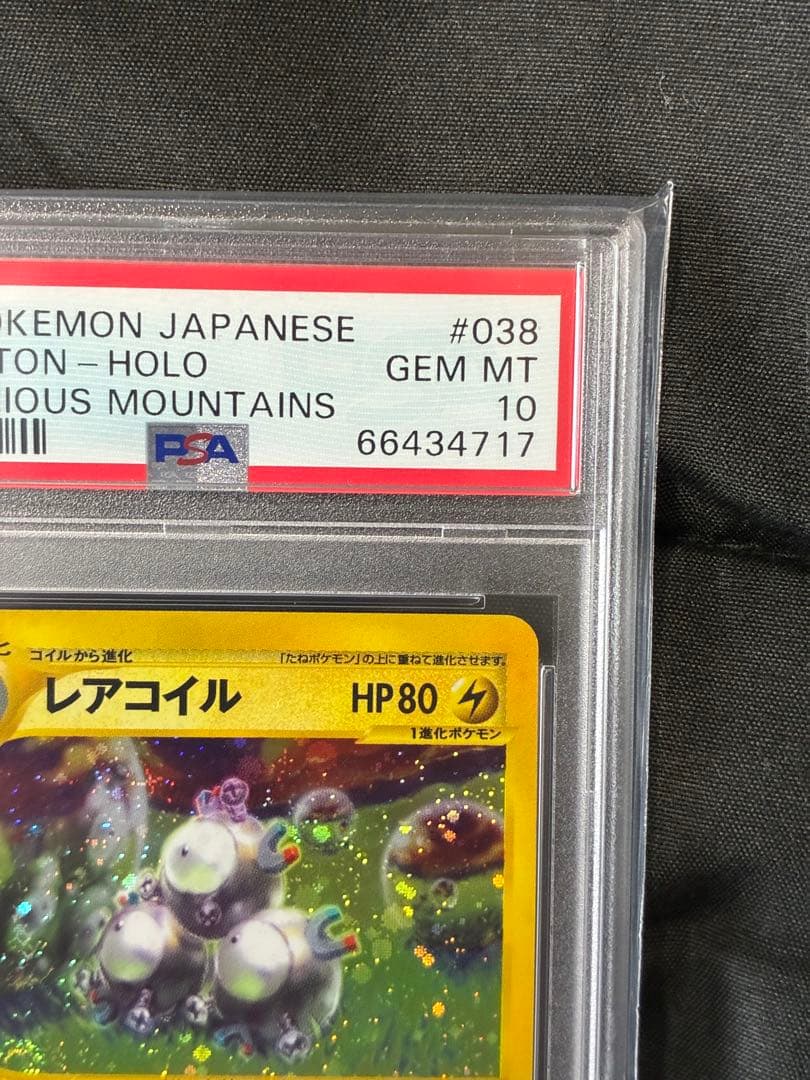 OKEMON JAPANESE #038
TON - HOLO GEM MT
IOUS MOUNTAINS 10
PSA 66434717
コイルから進化 「たねポケモン」の上に重ねて進化させます。
レアコイル HP80
1進化ポケモン